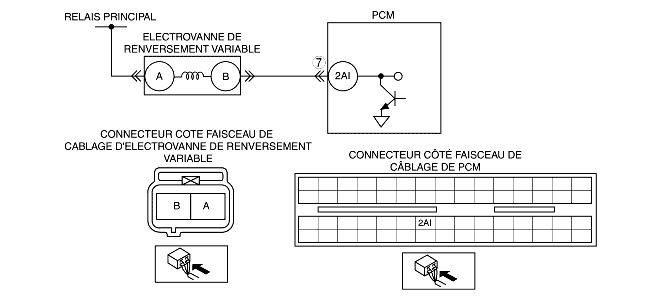 RELAIS PRINCIPAL
PCM
ELECTROVANNE DE
RENVERSEMENT VARIABLE
7
A
B
2AI
CONNECTEUR COTE FAISCEAU DE
CABLAGE D'ELECTROVANNE DE RENVERSEMENT
VARIABLE
CONNECTEUR CÔTÉ FAISCEAU DE
CÂBLAGE DE PCM
B
A
2AI